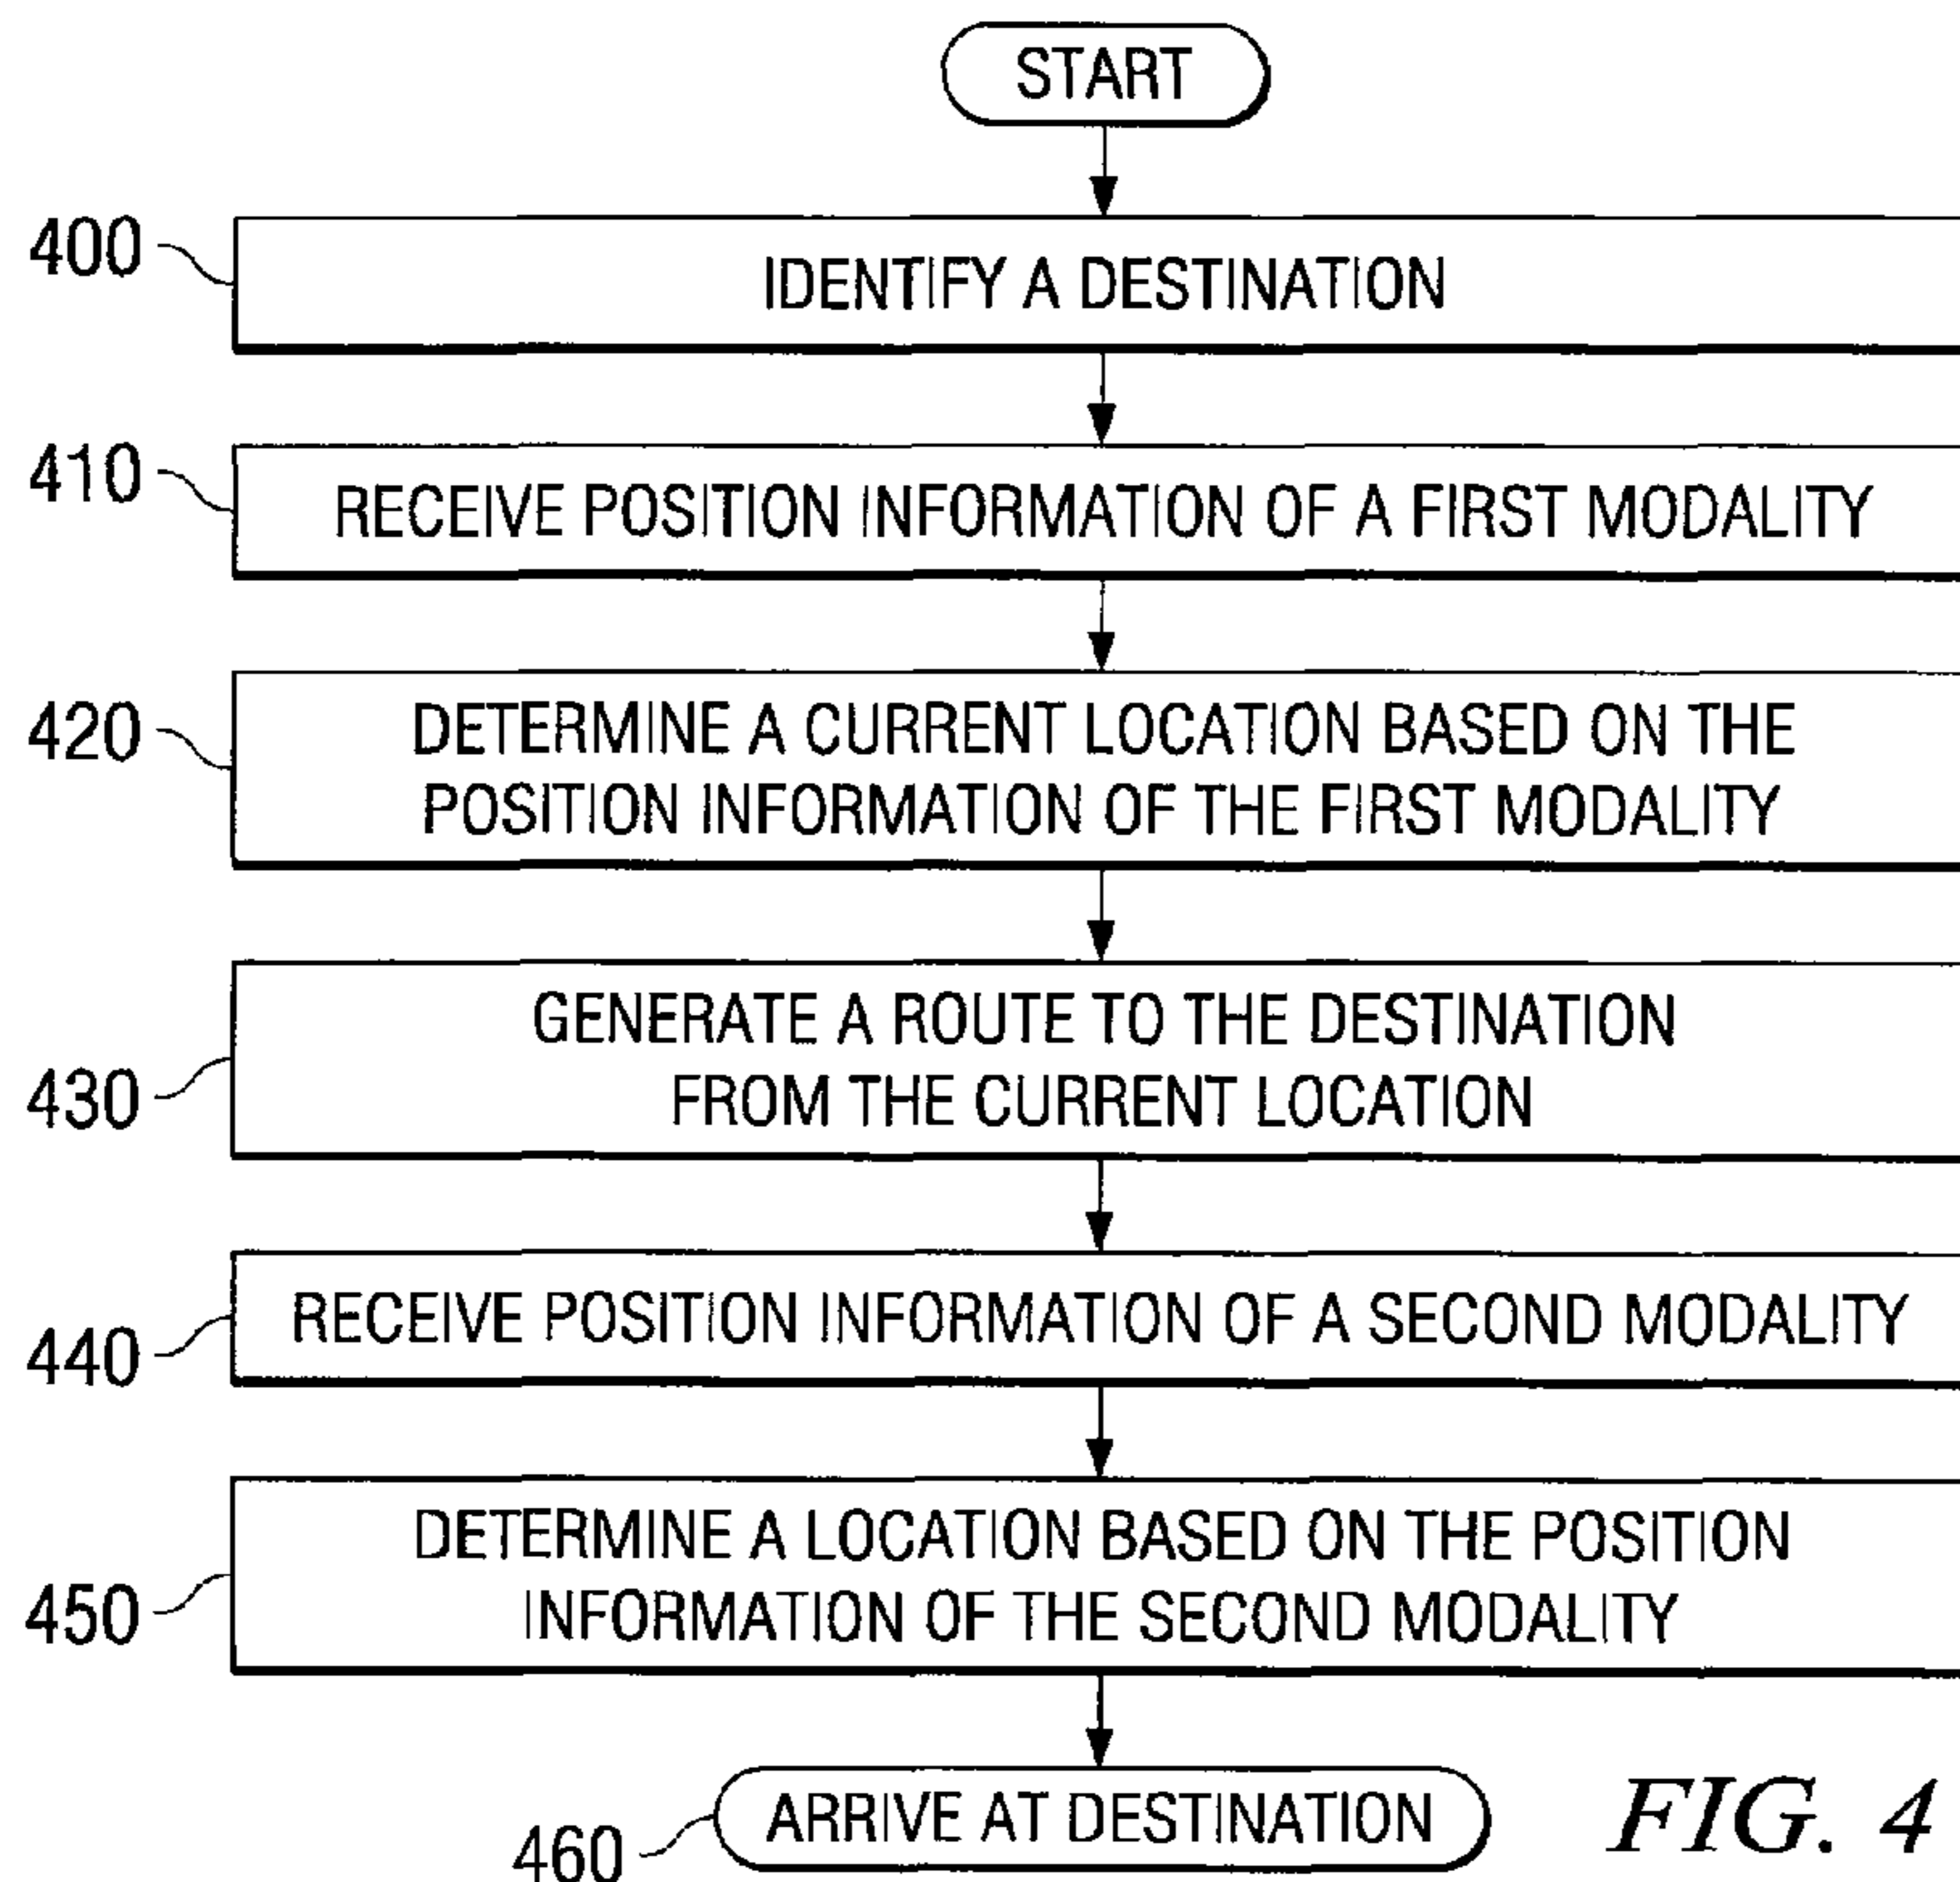 START
400
IDENTIFY A DESTINATION
410
RECEIVE POSITION INFORMATION OF A FIRST MODALITY
420
DETERMINE A CURRENT LOCATION BASED ON THE
POSITION INFORMATION OF THE FIRST MODALITY
430
GENERATE A ROUTE TO THE DESTINATION
FROM THE CURRENT LOCATION
440
RECEIVE POSITION INFORMATION OF A SECOND MODALITY
450
DETERMINE A LOCATION BASED ON THE POSITION
INFORMATION OF THE SECOND MODALITY
460
ARRIVE AT DESTINATION
FIG. 4